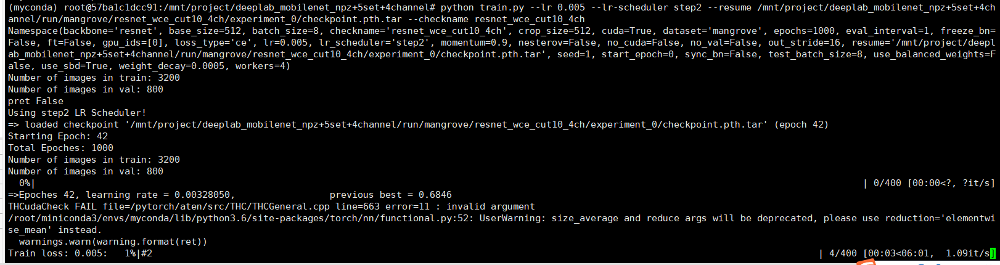 (myconda) root@57ba1c1dcc91:/mnt/project/deeplab_mobilenet_npz+5set+4channel# python train.py --lr 0.005 --lr-scheduler step2 --resume /mnt/project/deeplab_mobilenet_npz+5set+4ch
annel/run/mangrove/resnet_wce_cut10_4ch/experiment_0/checkpoint.pth.tar --checkname resnet_wce_cut10_4ch
Namespace(backbone='resnet', base_size=512, batch_size=8, checkname='resnet_wce_cut10_4ch', crop_size=512, cuda=True, dataset='mangrove', epochs=1000, eval_interval=1, freeze_bn=
False, ft=False, gpu_ids=[0], loss_type='ce', lr=0.005, lr_scheduler='step2', momentum=0.9, nesterov=False, no_cuda=False, no_val=False, out_stride=16, resume='/mnt/project/deepl
ab_mobilenet_npz+5set+4channel/run/mangrove/resnet_wce_cut10_4ch/experiment_0/checkpoint.pth.tar', seed=1, start_epoch=0, sync_bn=False, test_batch_size=8, use_balanced_weights=F
alse, use_sbd=True, weight_decay=0.0005, workers=4)
Number of images in train: 3200
Number of images in val: 800
pret False
Using step2 LR Scheduler!
=> loaded checkpoint '/mnt/project/deeplab_mobilenet_npz+5set+4channel/run/mangrove/resnet_wce_cut10_4ch/experiment_0/checkpoint.pth.tar' (epoch 42)
Starting Epoch: 42
Total Epoches: 1000
Number of images in train: 3200
Number of images in val: 800
0%| | 0/400 [00:00<?, ?it/s]
=>Epoches 42, learning rate = 0.00328050, previous best = 0.6846
THCudaCheck FAIL file=/pytorch/aten/src/THC/THCGeneral.cpp line=663 error=11 : invalid argument
/root/miniconda3/envs/myconda/lib/python3.6/site-packages/torch/nn/functional.py:52: UserWarning: size_average and reduce args will be deprecated, please use reduction='elementwi
se_mean' instead.
warnings.warn(warning.format(ret))
Train loss: 0.005: 1%|#2 | 4/400 [00:03<06:01, 1.09it/s]